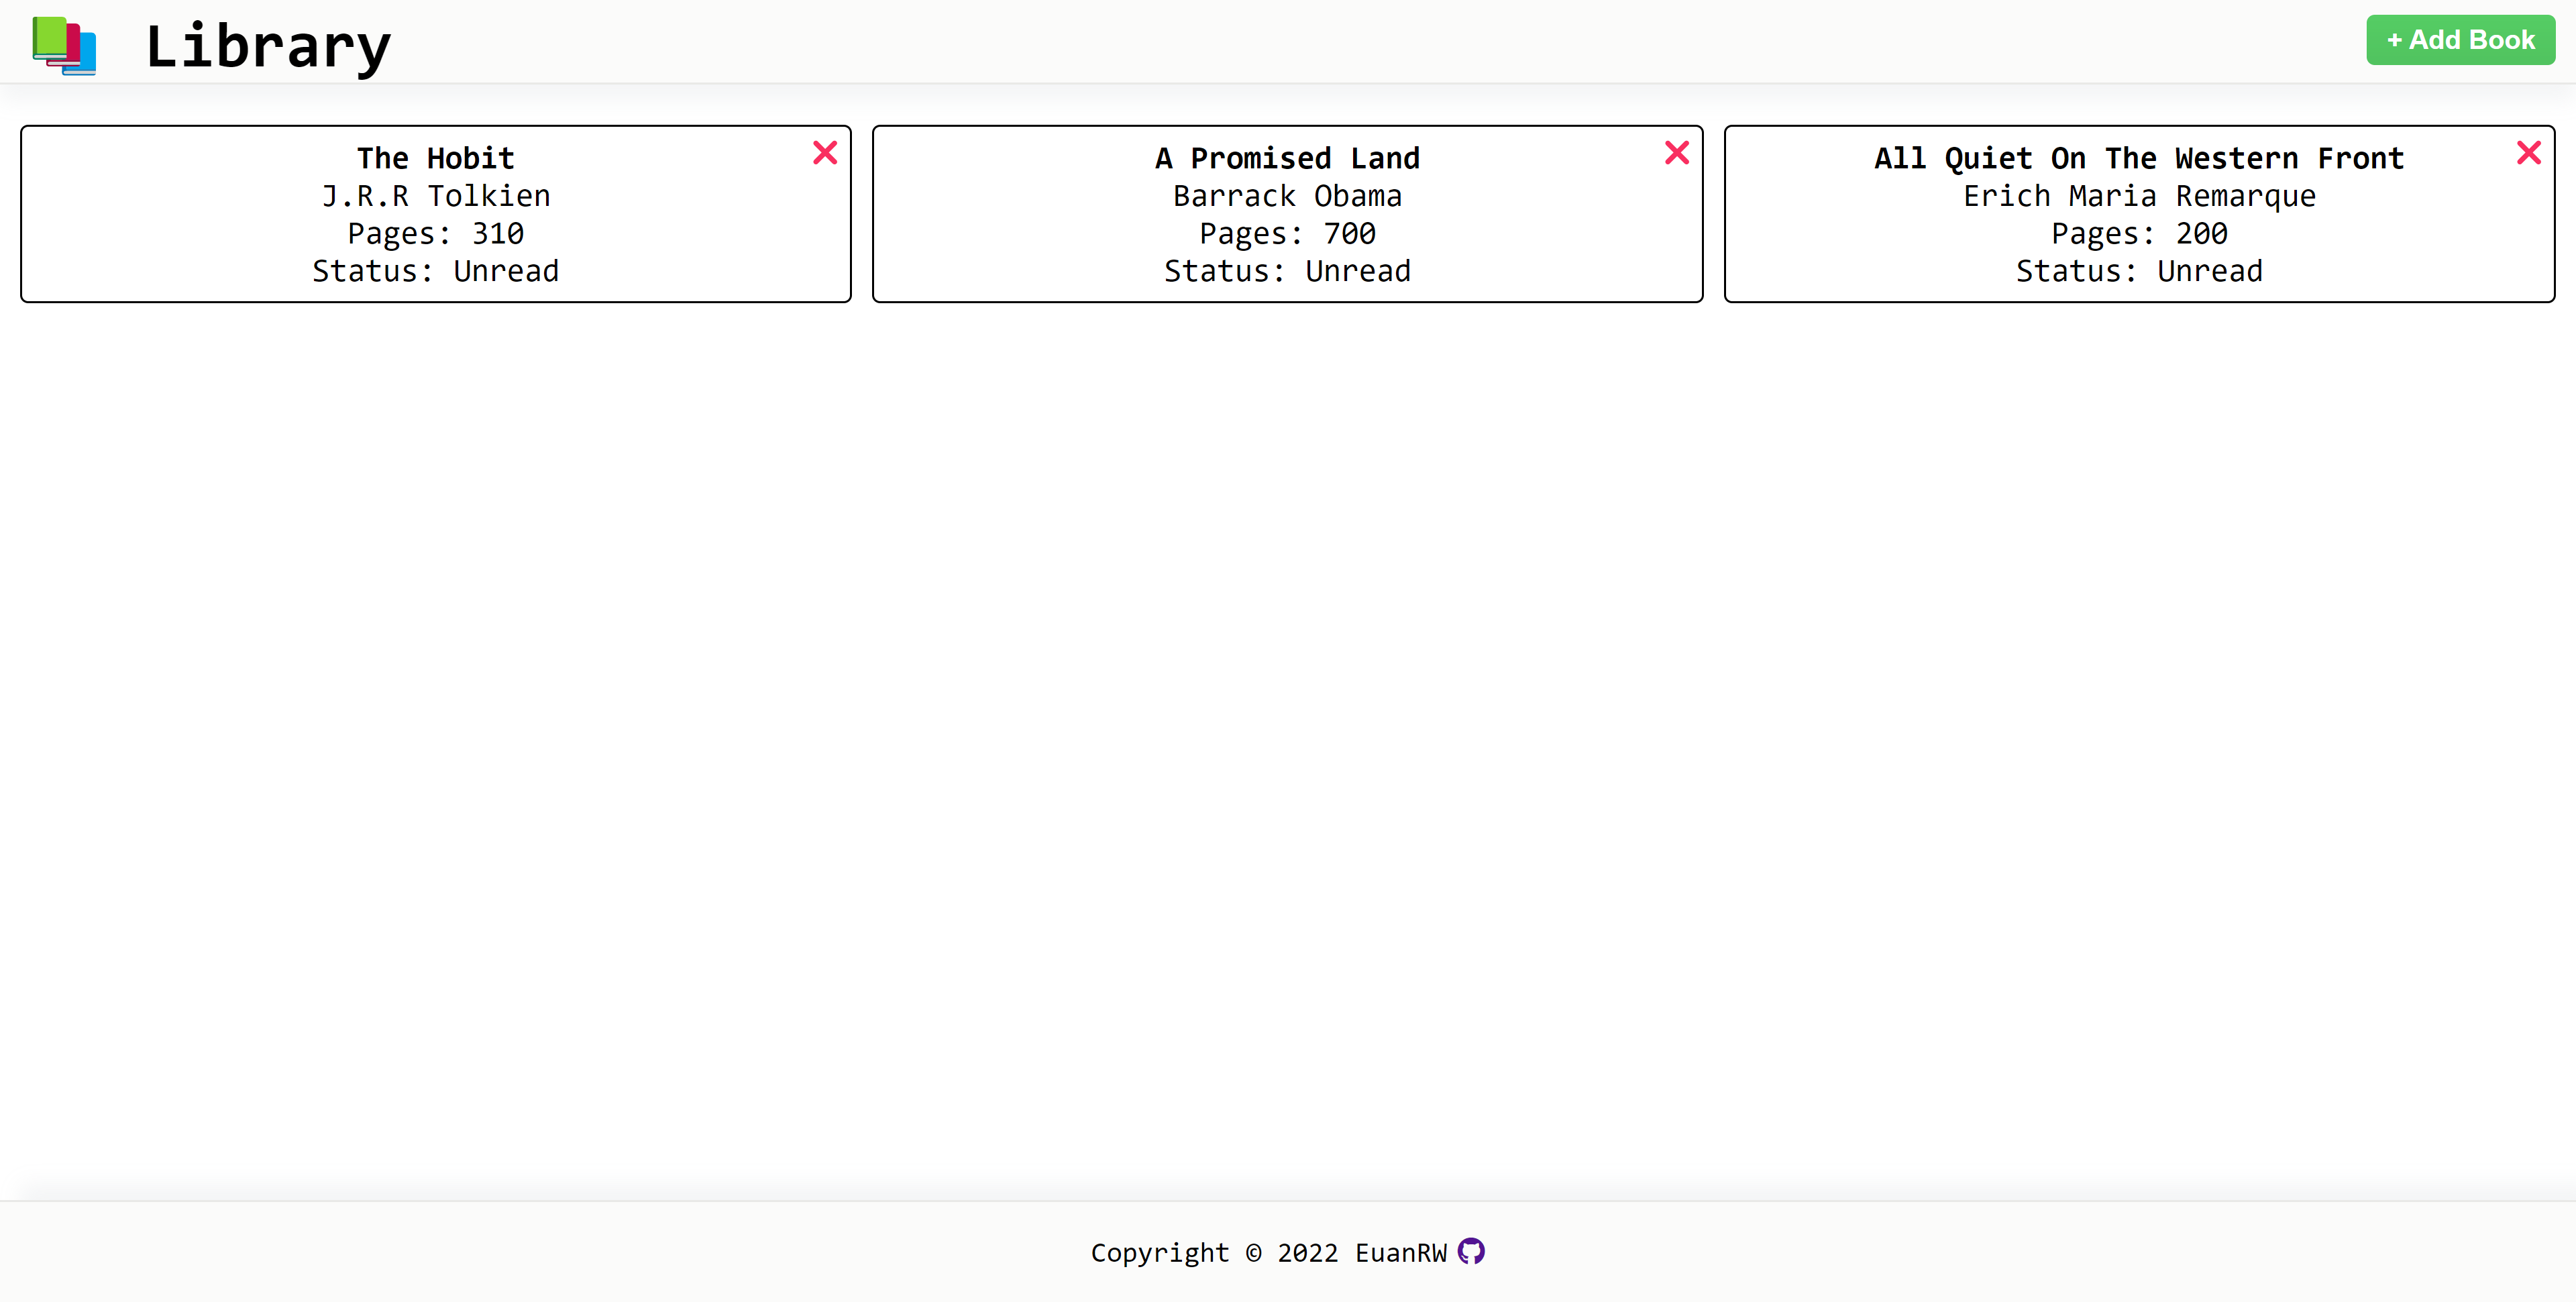 Library
+ Add Book
The Hobit
J.R.R Tolkien
Pages: 310
Status: Unread
A Promised Land
Barrack Obama
Pages: 700
Status: Unread
All Quiet On The Western Front
Erich Maria Remarque
Pages: 200
Status: Unread
Copyright © 2022 EuanRW